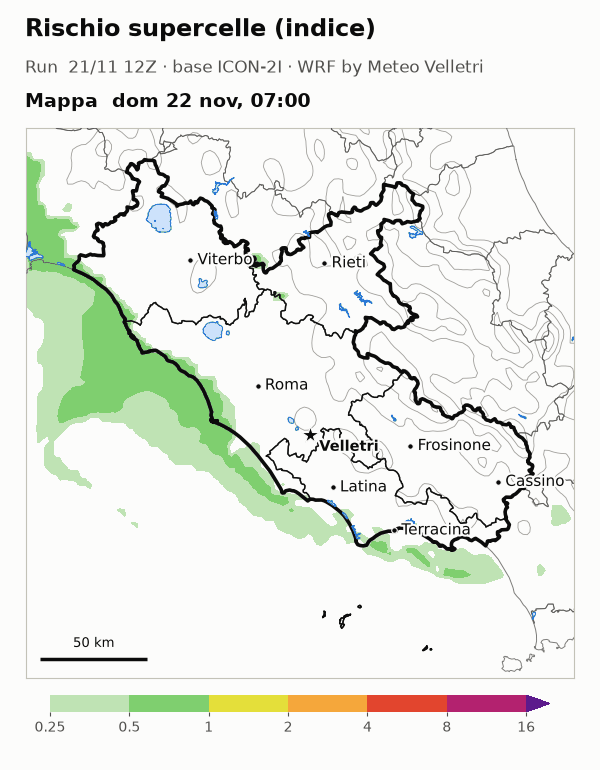 Rischio supercelle (indice)
Run 21/11 12Z · base ICON-2I · WRF by Meteo Velletri
Mappa dom 22 nov, 07:00
Viterbo
Rieti
Roma
Velletri
Frosinone
Cassino
Latina
Terracina
50 km
0.25 0.5 1 2 4 8 16